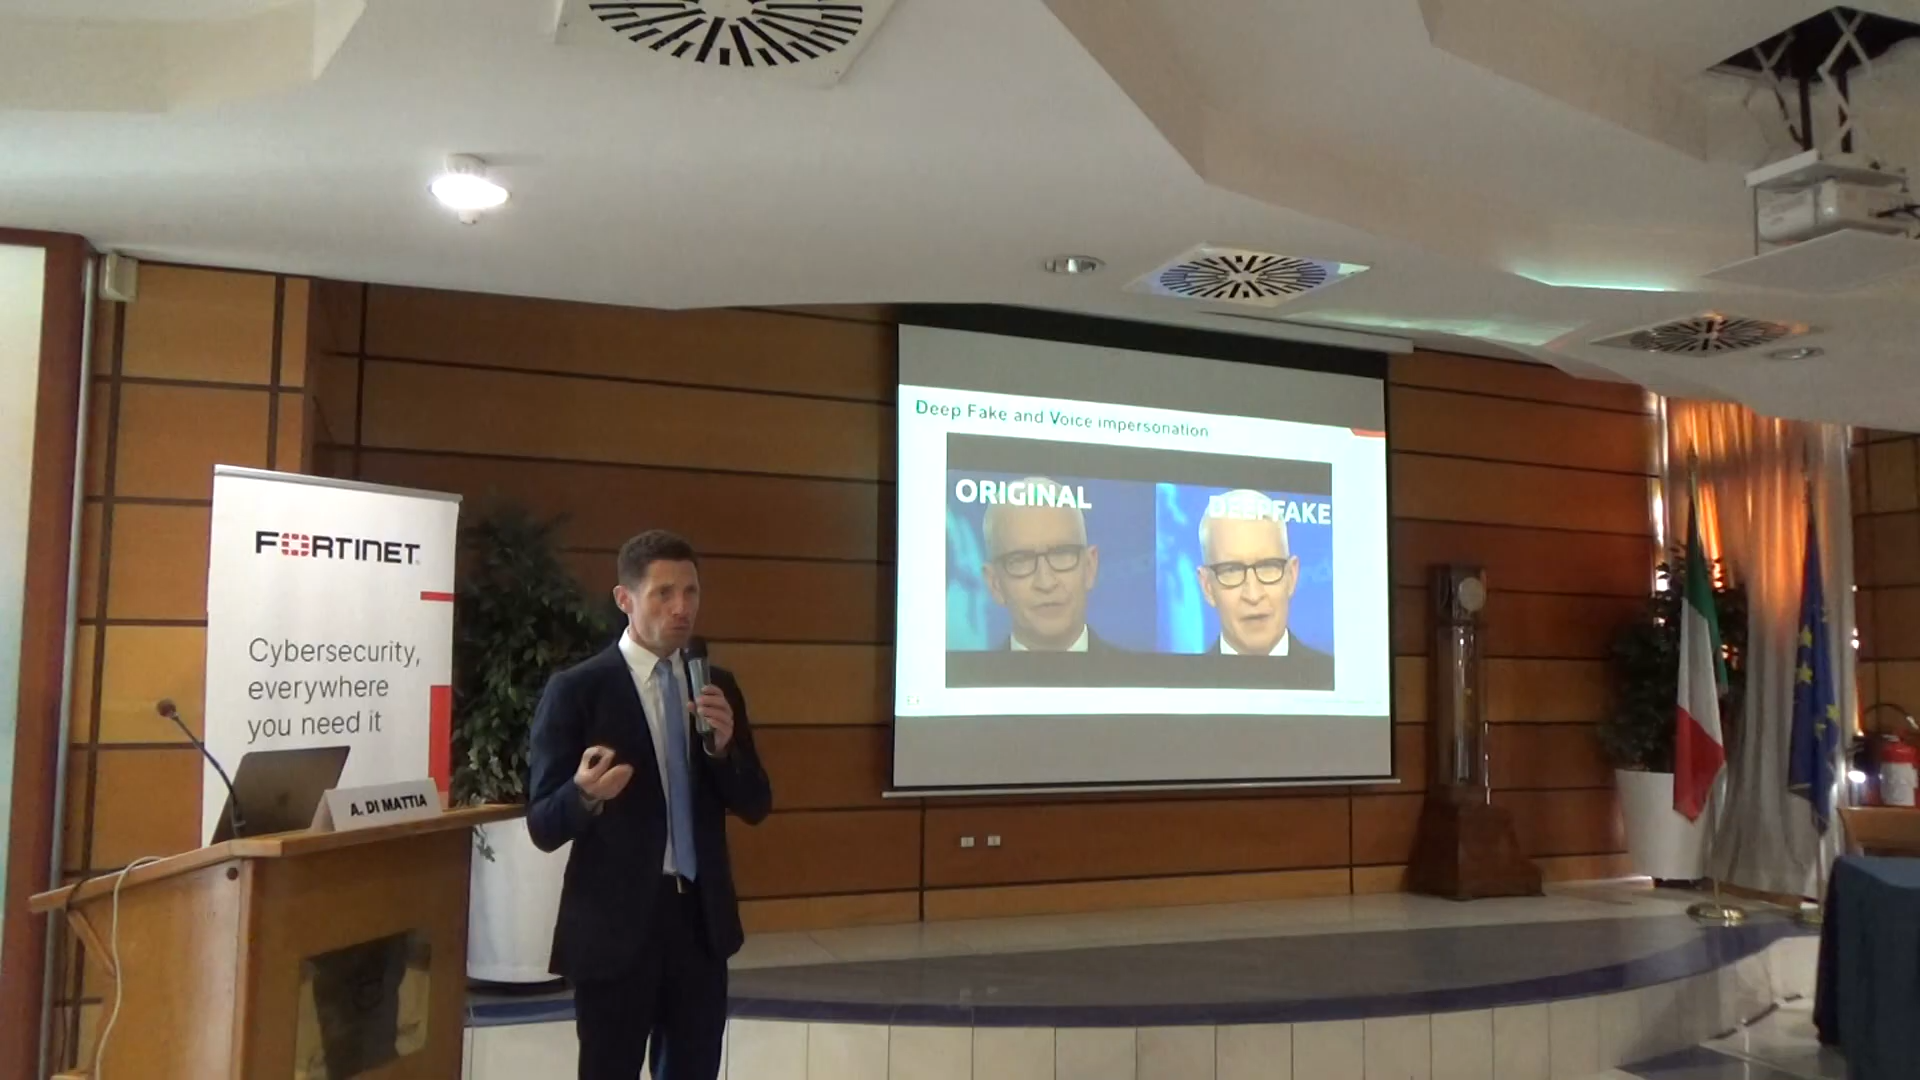 Deep Fake and Voice impersonation
ORIGINAL
DEEPFAKE
FORTINET
Cybersecurity,
everywhere
you need it
A. DI MATTIA